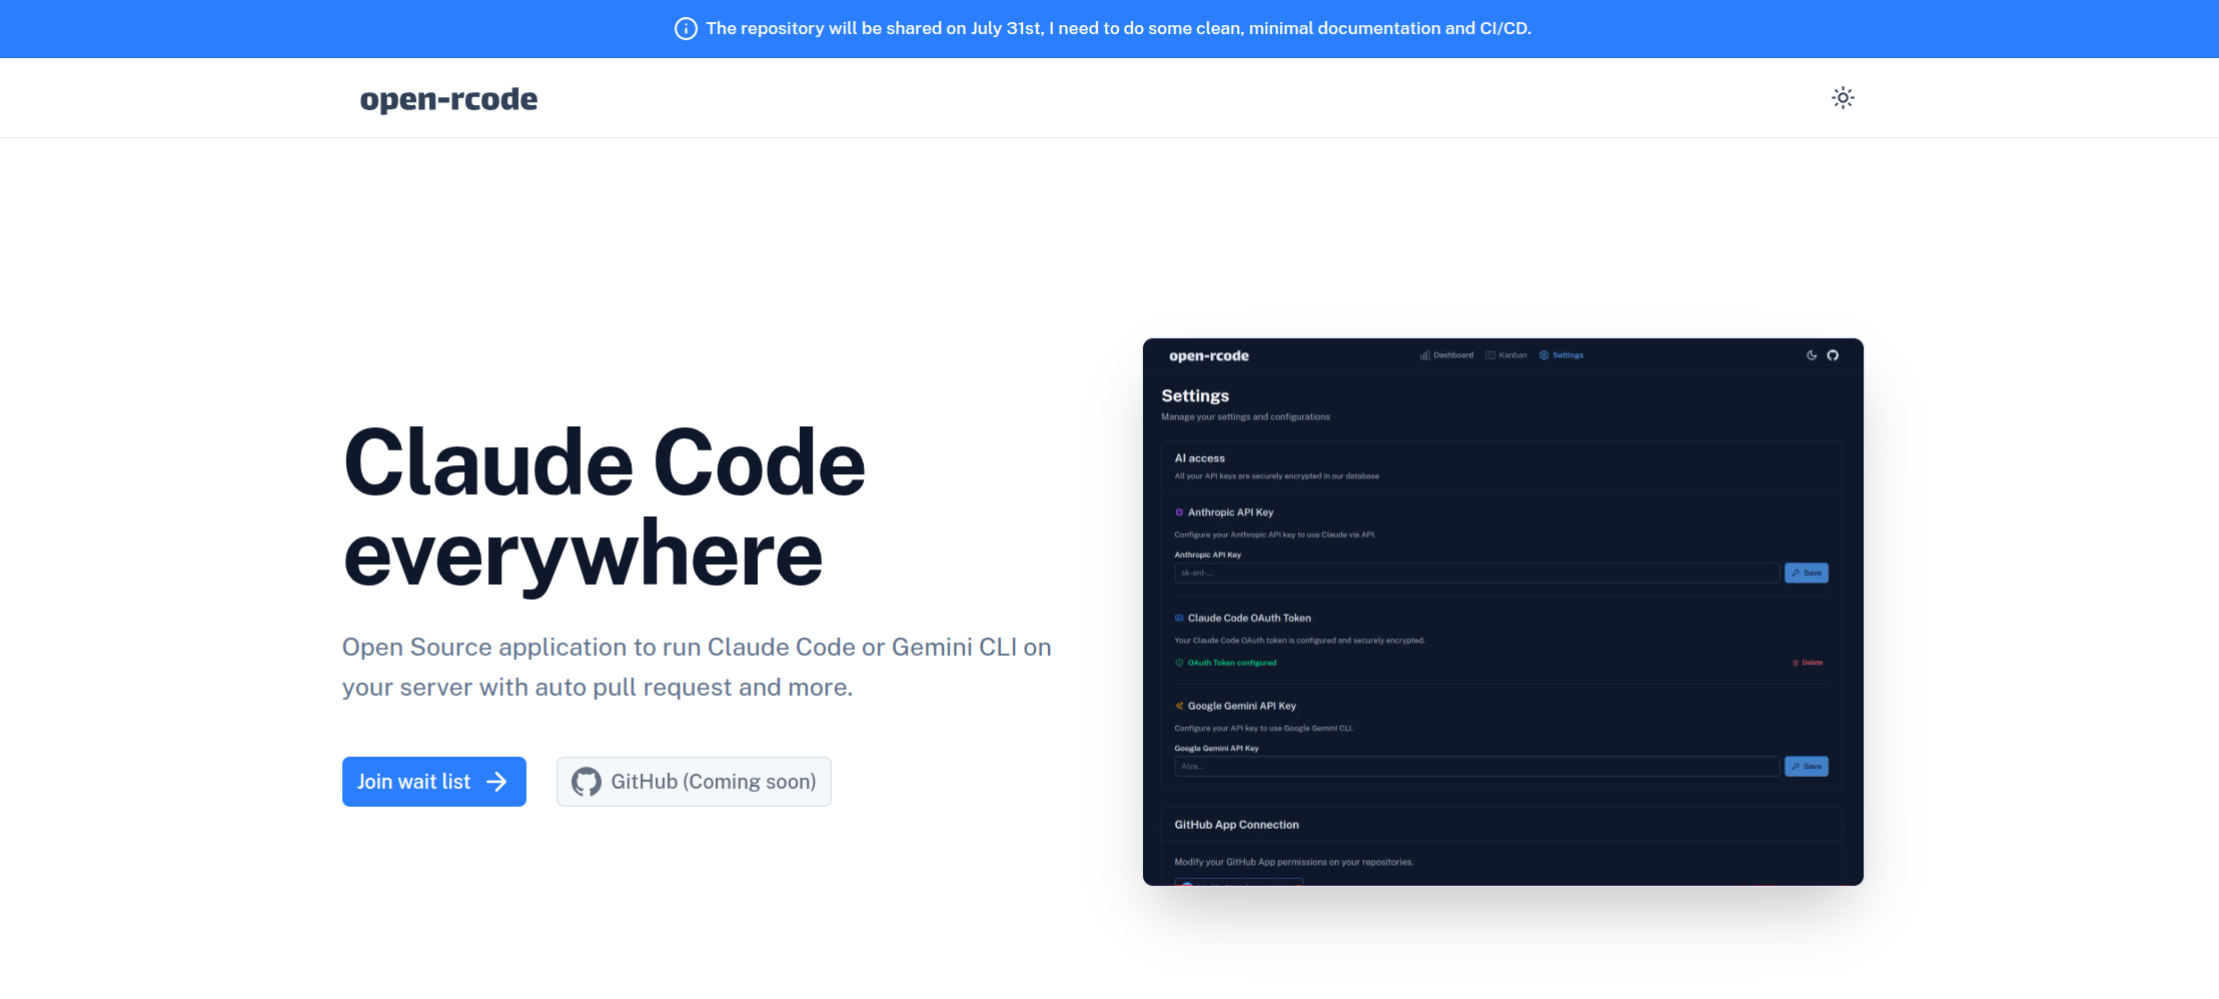 The repository will be shared on July 31st, I need to do some clean, minimal documentation and CI/CD.
open-rcode
Claude Code
everywhere
Open Source application to run Claude Code or Gemini CLI on
your server with auto pull request and more.
Join wait list
GitHub (Coming soon)
open-rcode
Dashboard
Kanban
Settings
Settings
Manage your settings and configurations
AI access
All your API keys are securely encrypted in our database
Anthropic API Key
Configure your Anthropic API key to use Claude via API.
Anthropic API Key
sk-ant-...
Save
Claude Code OAuth Token
Your Claude Code OAuth token is configured and securely encrypted.
OAuth Token configured
Delete
Google Gemini API Key
Configure your API key to use Google Gemini CLI.
Google Gemini API Key
AIza...
Save
GitHub App Connection
Modify your GitHub App permissions on your repositories.